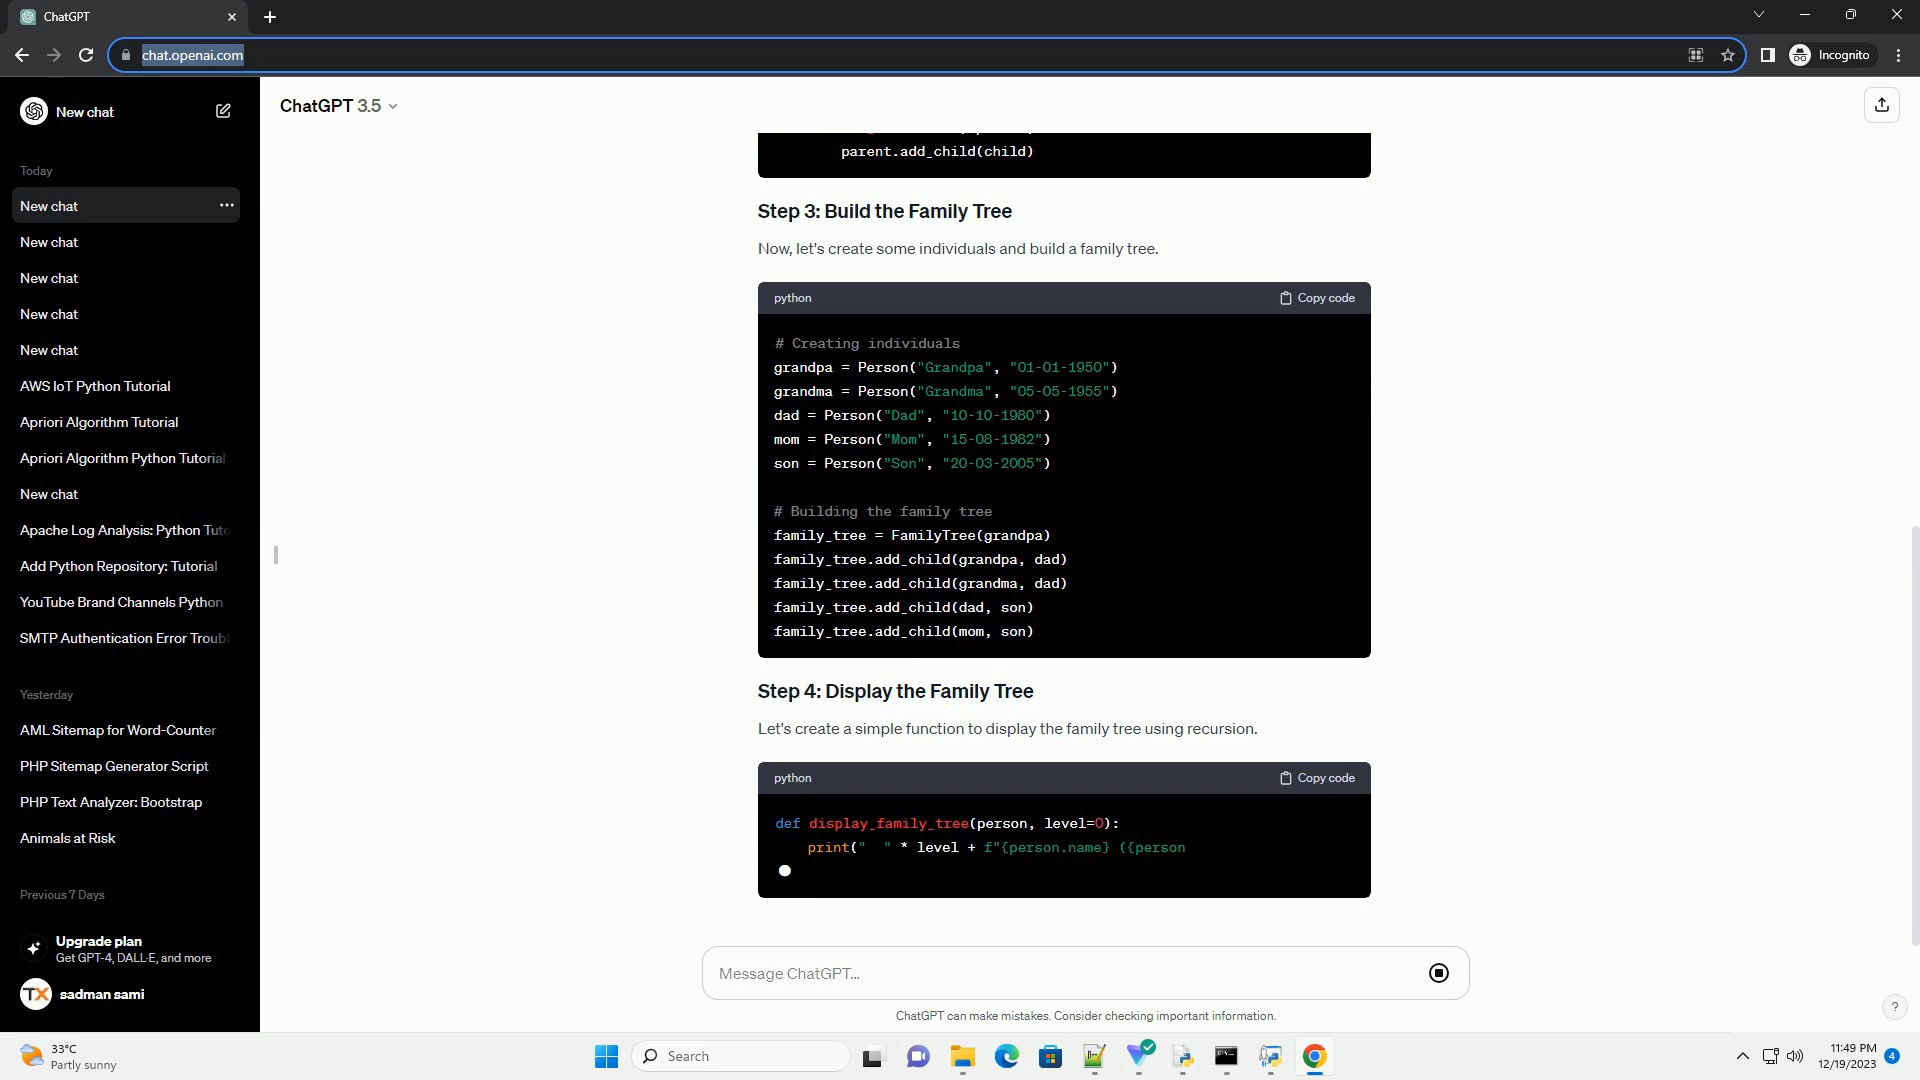 ChatGPT
chat.openai.com
Incognito
New chat
Today
New chat
New chat
New chat
New chat
New chat
AWS IoT Python Tutorial
Apriori Algorithm Tutorial
Apriori Algorithm Python Tutorial
New chat
Apache Log Analysis: Python Tuto
Add Python Repository: Tutorial
YouTube Brand Channels Python
SMTP Authentication Error Troubl
Yesterday
AML Sitemap for Word-Counter
PHP Sitemap Generator Script
PHP Text Analyzer: Bootstrap
Animals at Risk
Previous 7 Days
Upgrade plan
Get GPT-4, DALL·E, and more
TX sadman sami
ChatGPT 3.5
parent.add_child(child)
Step 3: Build the Family Tree
Now, let's create some individuals and build a family tree.
python Copy code
# Creating individuals
grandpa = Person("Grandpa", "01-01-1950")
grandma = Person("Grandma", "05-05-1955")
dad = Person("Dad", "10-10-1980")
mom = Person("Mom", "15-08-1982")
son = Person("Son", "20-03-2005")
# Building the family tree
family_tree = FamilyTree(grandpa)
family_tree.add_child(grandpa, dad)
family_tree.add_child(grandma, dad)
family_tree.add_child(dad, son)
family_tree.add_child(mom, son)
Step 4: Display the Family Tree
Let's create a simple function to display the family tree using recursion.
python Copy code
def display_family_tree(person, level=0):
print("  " * level + f"{person.name} ({person
Message ChatGPT...
ChatGPT can make mistakes. Consider checking important information.
?
33°C
Partly sunny
Search
11:49 PM
12/19/2023
4